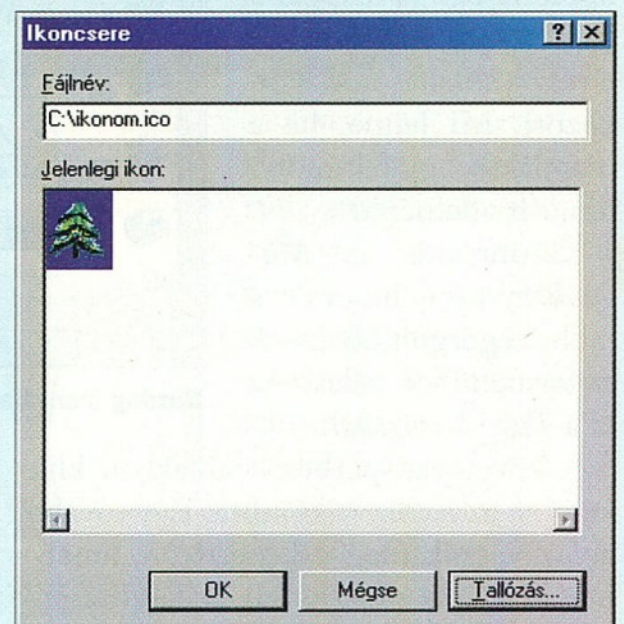 Ikoncsere
Fájlnév:
C:\ikonom.ico
Jelenlegi ikon:
OK
Mégse
Tallózás...